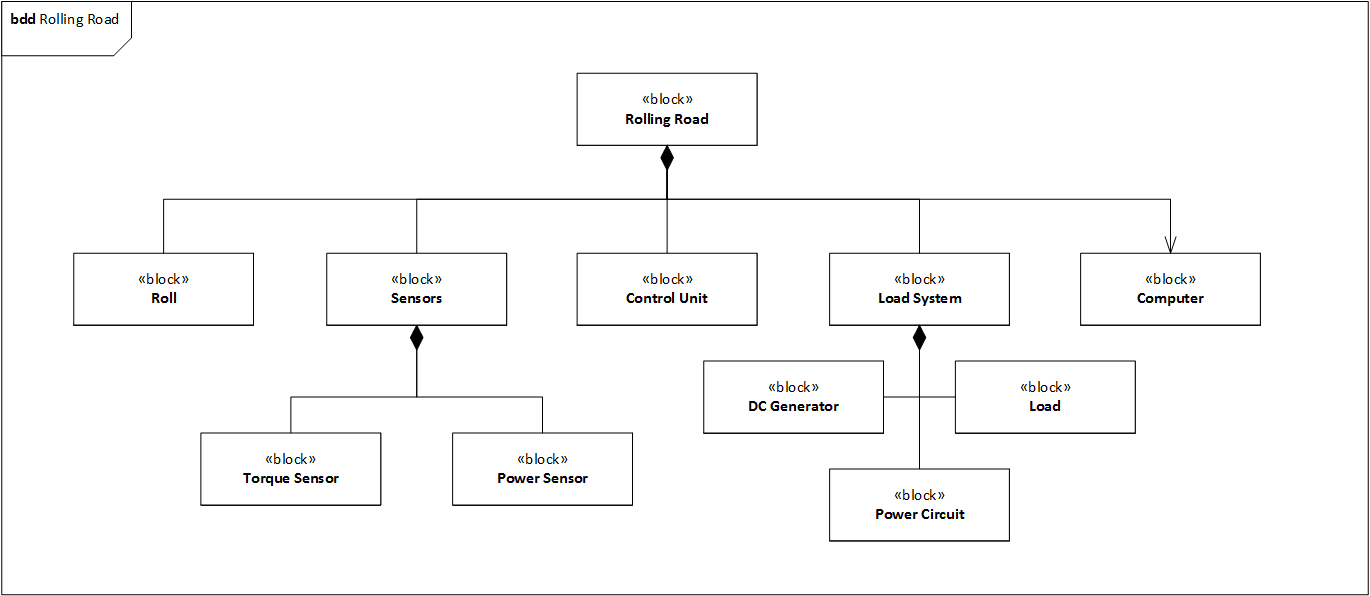 bdd Rolling Road
«block»
Rolling Road
«block»
Roll
«block»
Sensors
«block»
Control Unit
«block»
Load System
«block»
Computer
«block»
DC Generator
«block»
Load
«block»
Torque Sensor
«block»
Power Sensor
«block»
Power Circuit